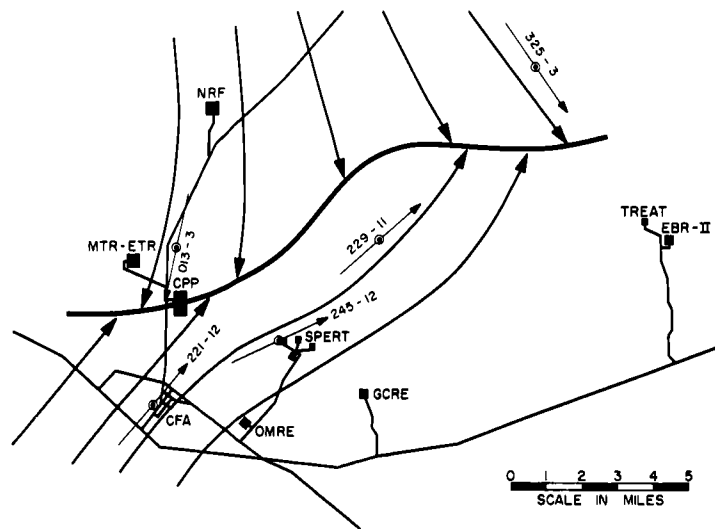 325-3
NRF
TREAT
EBR-II
229-11
MTR-ETR
013-3
CPP
245-12
SPERT
221-12
GCRE
CFA
OMRE
0 1 2 3 4 5
SCALE IN MILES